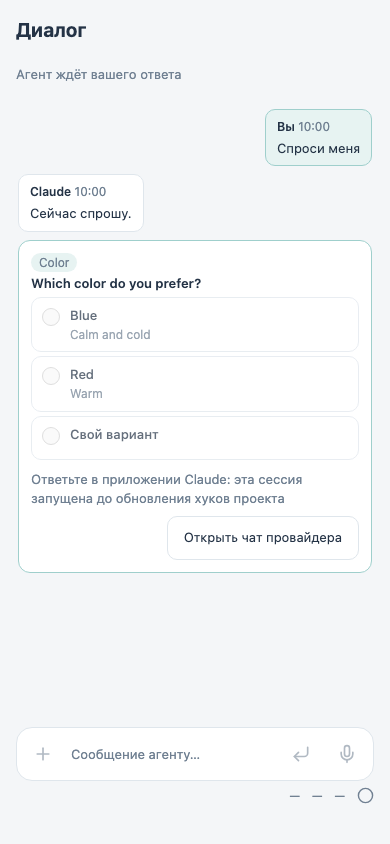 Диалог
Агент ждёт вашего ответа
Вы 10:00
Спроси меня
Claude 10:00
Сейчас спрошу.
Color
Which color do you prefer?
Blue
Calm and cold
Red
Warm
Свой вариант
Ответьте в приложении Claude: эта сессия
запущена до обновления хуков проекта
Открыть чат провайдера
Сообщение агенту…